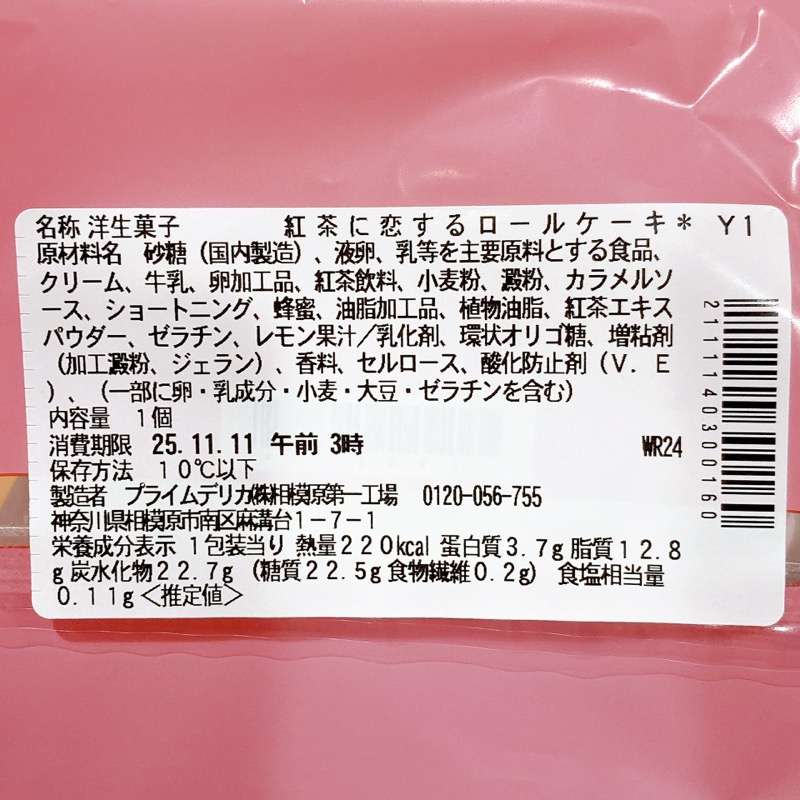 名称 洋生菓子 紅茶に恋するロールケーキ＊ Y1
原材料名 砂糖（国内製造）、液卵、乳等を主要原料とする食品、
クリーム、牛乳、卵加工品、紅茶飲料、小麦粉、澱粉、カラメルソ
ース、ショートニング、蜂蜜、油脂加工品、植物油脂、紅茶エキス
パウダー、ゼラチン、レモン果汁／乳化剤、環状オリゴ糖、増粘剤
（加工澱粉、ジェラン）、香料、セルロース、酸化防止剤（V．E
）、（一部に卵・乳成分・小麦・大豆・ゼラチンを含む）
内容量 1個
消費期限 25.11.11 午前 3時 WR24
保存方法 10℃以下
製造者 プライムデリカ㈱相模原第一工場 0120-056-755
神奈川県相模原市南区麻溝台1－7－1
栄養成分表示 1包装当り 熱量220kcal 蛋白質3.7g 脂質12.8
g 炭水化物22.7g （糖質22.5g 食物繊維0.2g） 食塩相当量
0.11g＜推定値＞
2111140300160